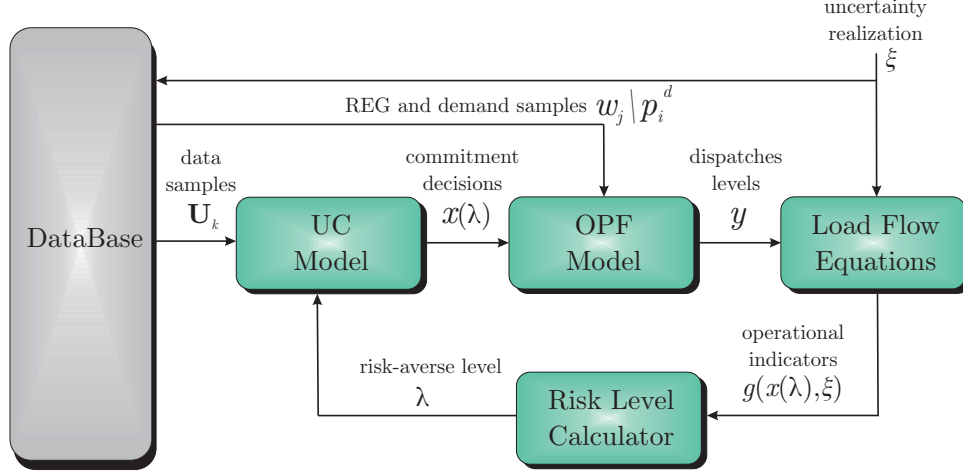 uncertainty
realization
ξ
REG and demand samples w_j\p_i^d
data
samples
U_k
commitment
decisions
x(λ)
dispatches
levels
y
DataBase
UC
Model
OPF
Model
Load Flow
Equations
risk-averse level
λ
Risk Level
Calculator
operational
indicators
g(x(λ),ξ)